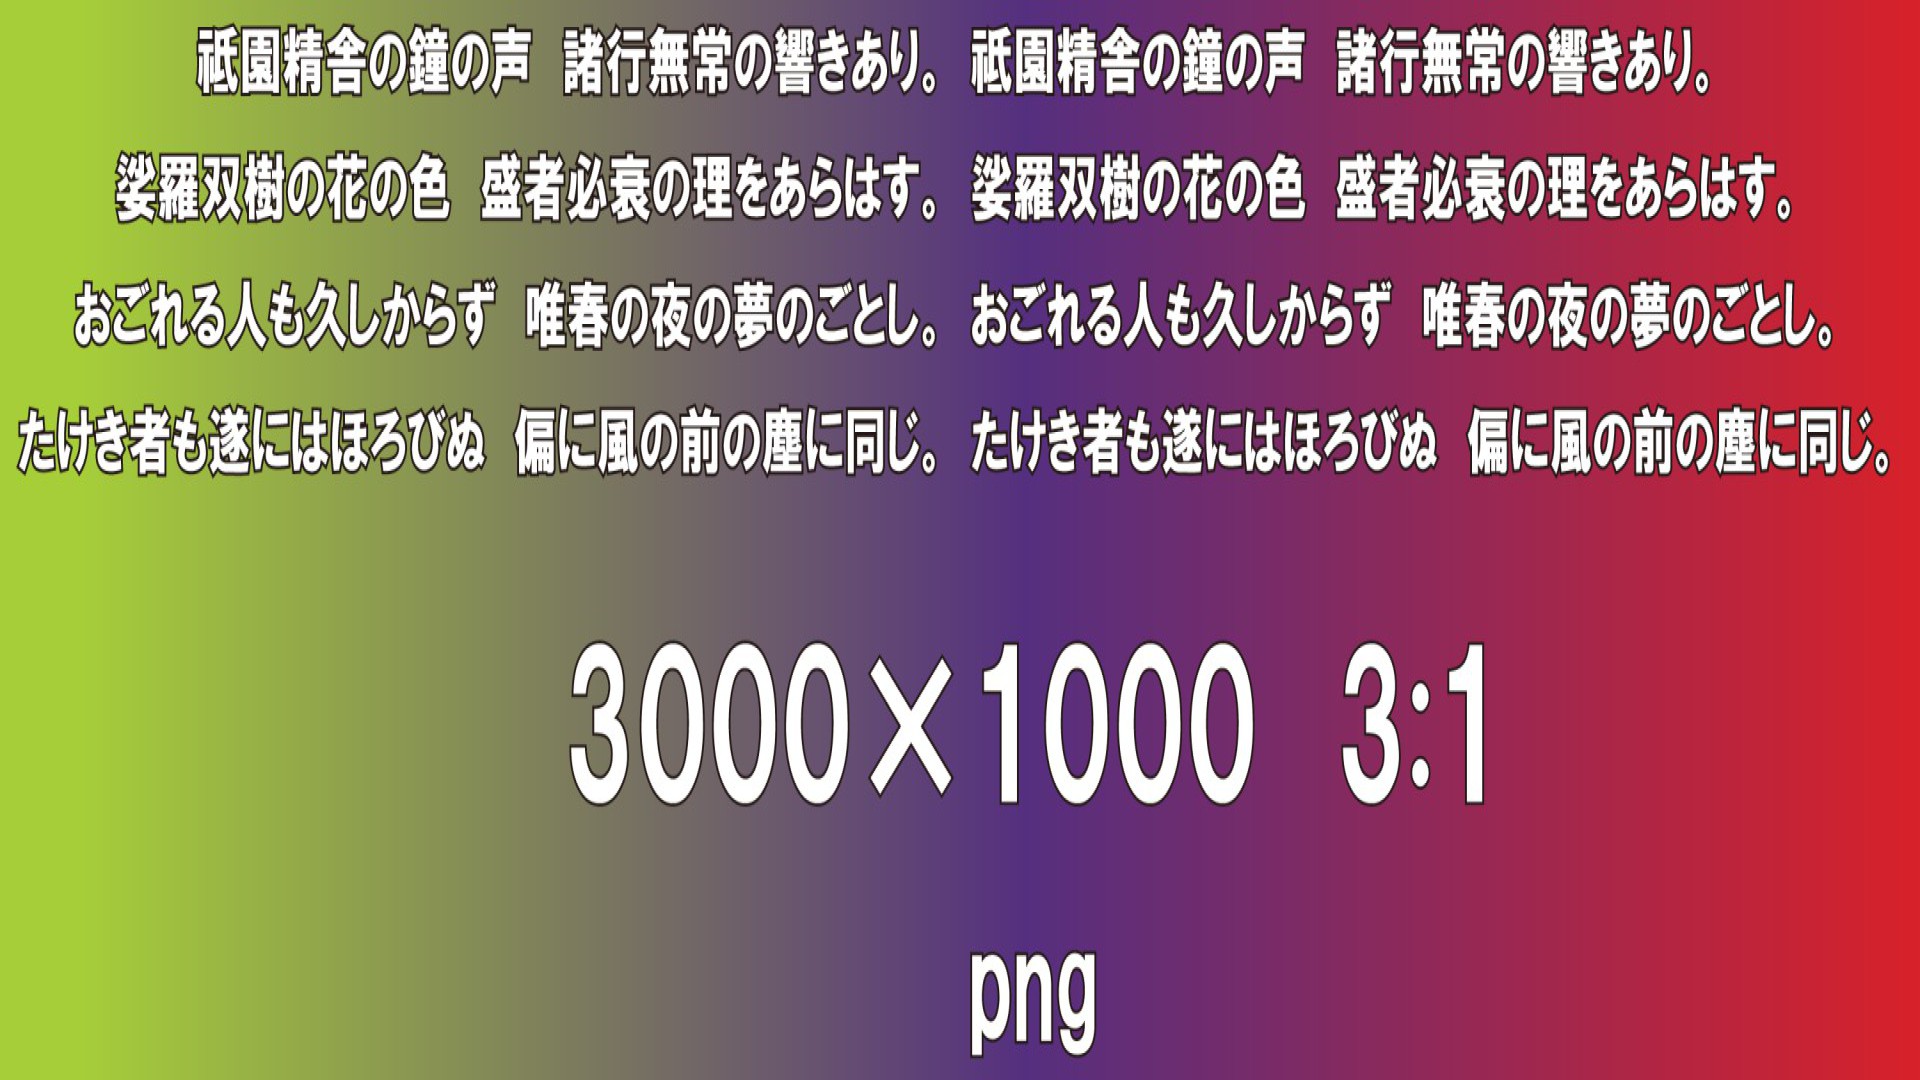 祇園精舎の鐘の声　諸行無常の響きあり。 祇園精舎の鐘の声　諸行無常の響きあり。
娑羅双樹の花の色　盛者必衰の理をあらはす。 娑羅双樹の花の色　盛者必衰の理をあらはす。
おごれる人も久しからず　唯春の夜の夢のごとし。 おごれる人も久しからず　唯春の夜の夢のごとし。
たけき者も遂にはほろびぬ　偏に風の前の塵に同じ。 たけき者も遂にはほろびぬ　偏に風の前の塵に同じ。
3000×1000　3:1
png